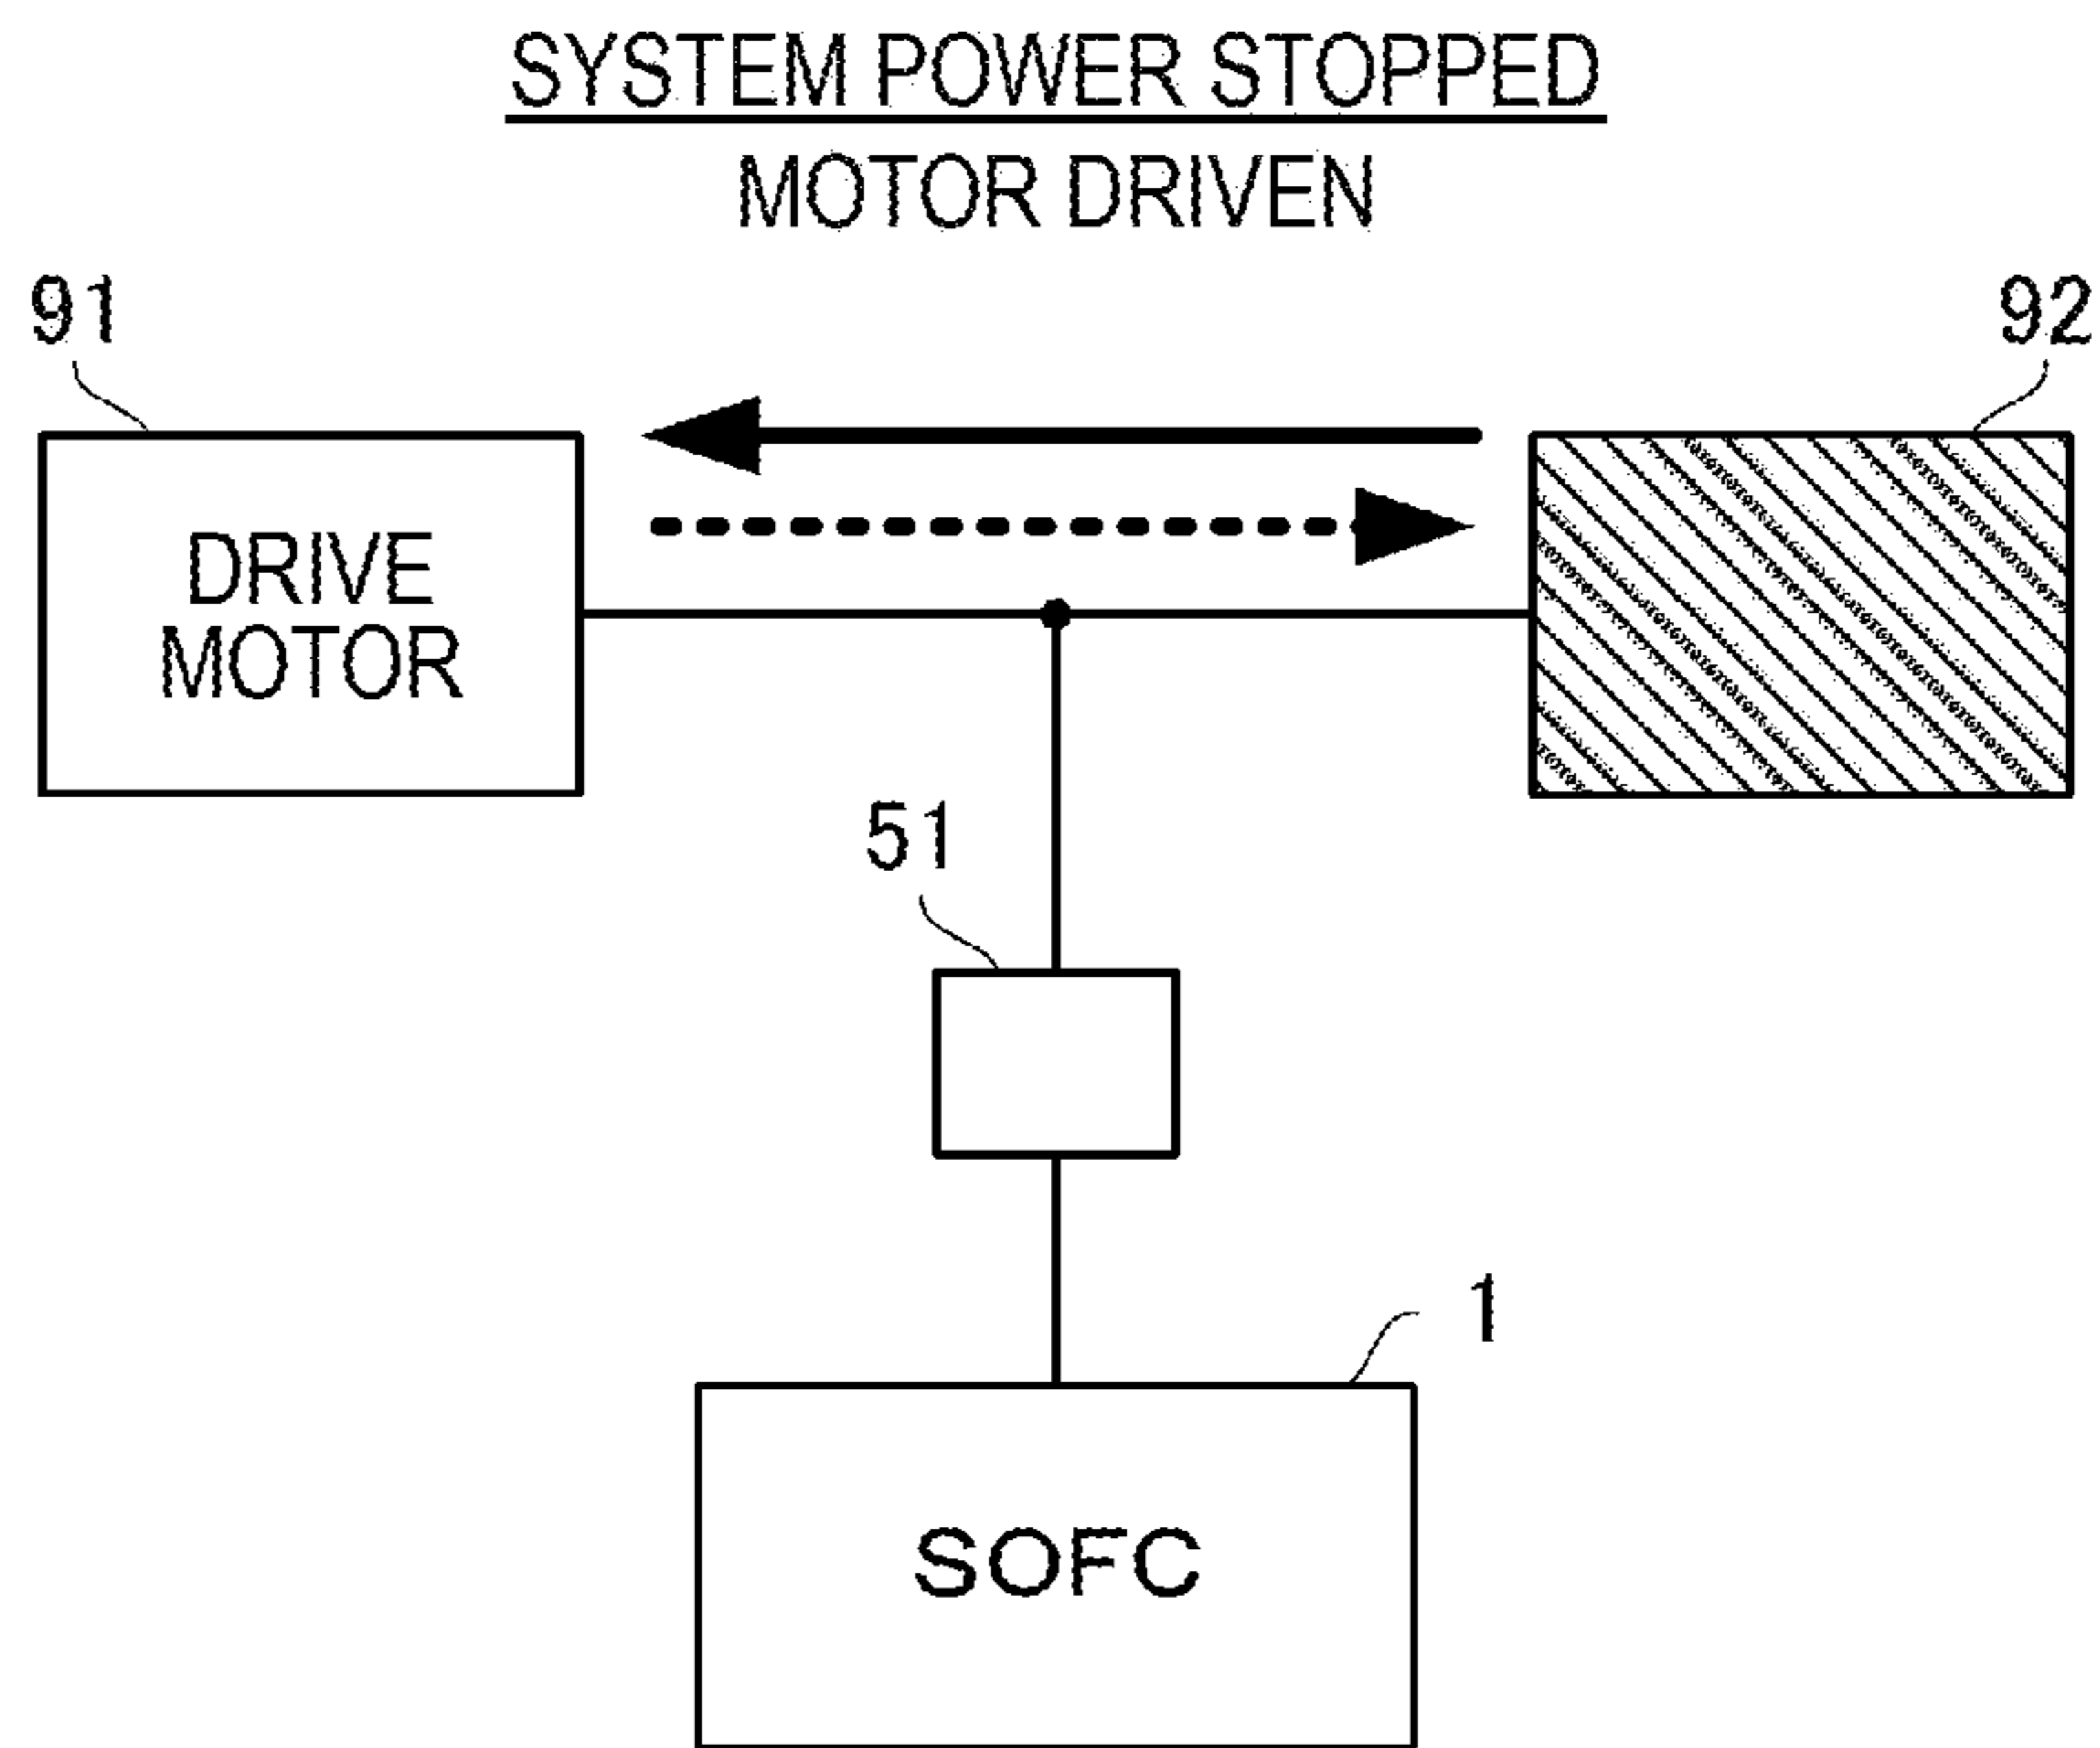 SYSTEM POWER STOPPED
MOTOR DRIVEN
91
92
DRIVE
MOTOR
51
1
SOFC